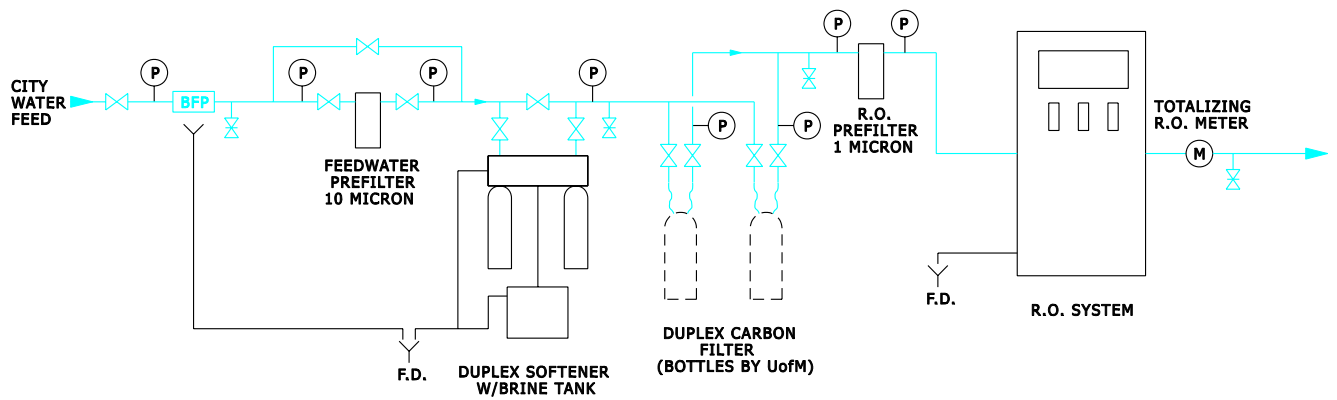 CITY
WATER
FEED
P
BFP
P
P
FEEDWATER
PREFILTER
10 MICRON
F.D.
DUPLEX SOFTENER
W/BRINE TANK
P
P
P
DUPLEX CARBON
FILTER
(BOTTLES BY UofM)
P
P
R.O.
PREFILTER
1 MICRON
F.D.
R.O. SYSTEM
TOTALIZING
R.O. METER
M